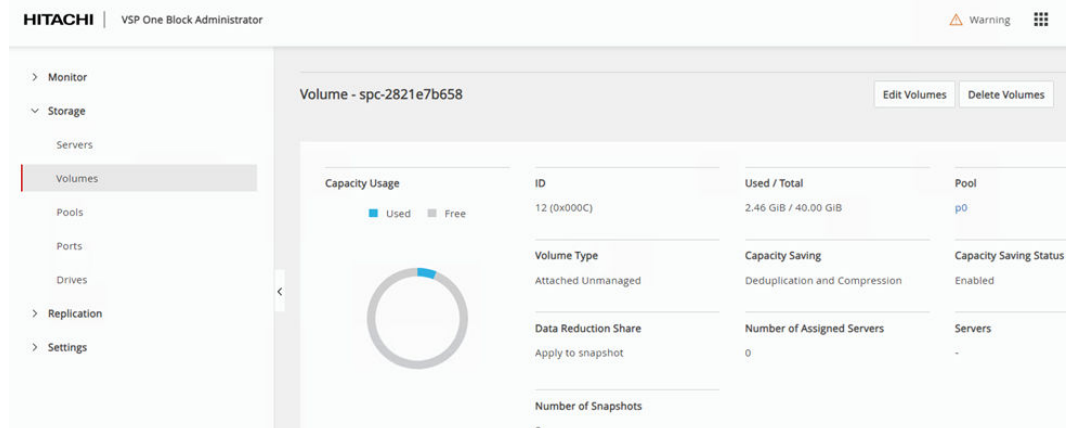 HITACHI VSP One Block Administrator Warning
Monitor
Storage
Servers
Volumes
Pools
Ports
Drives
Replication
Settings
Volume - spc-2821e7b658 Edit Volumes Delete Volumes
Capacity Usage
Used Free
ID
12 (0x000C)
Used / Total
2.46 GiB / 40.00 GiB
Pool
p0
Volume Type
Attached Unmanaged
Capacity Saving
Deduplication and Compression
Capacity Saving Status
Enabled
Data Reduction Share
Apply to snapshot
Number of Assigned Servers
0
Servers
-
Number of Snapshots